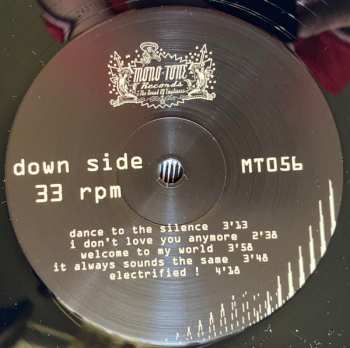 MONO-TONE
Records
down side
33 rpm
MT056
dance to the silence 3'13
i don't love you anymore 2'38
welcome to my world 3'58
it always sounds the same 3'48
electrified ! 4'18